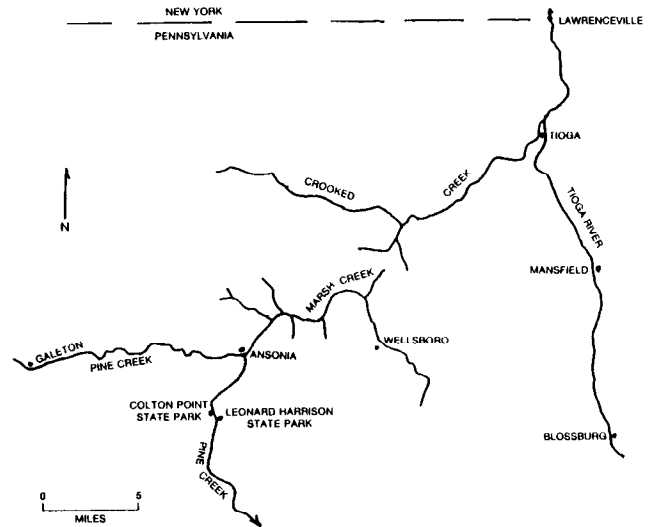 NEW YORK
PENNSYLVANIA
LAWRENCEVILLE
TIOGA
CROOKED
CREEK
N
TIOGA RIVER
MANSFIELD
MARSH CREEK
GALETON
PINE CREEK
ANSONIA
WELLSBORO
COLTON POINT
STATE PARK
LEONARD HARRISON
STATE PARK
BLOSSBURG
PINE
CREEK
0 5
MILES